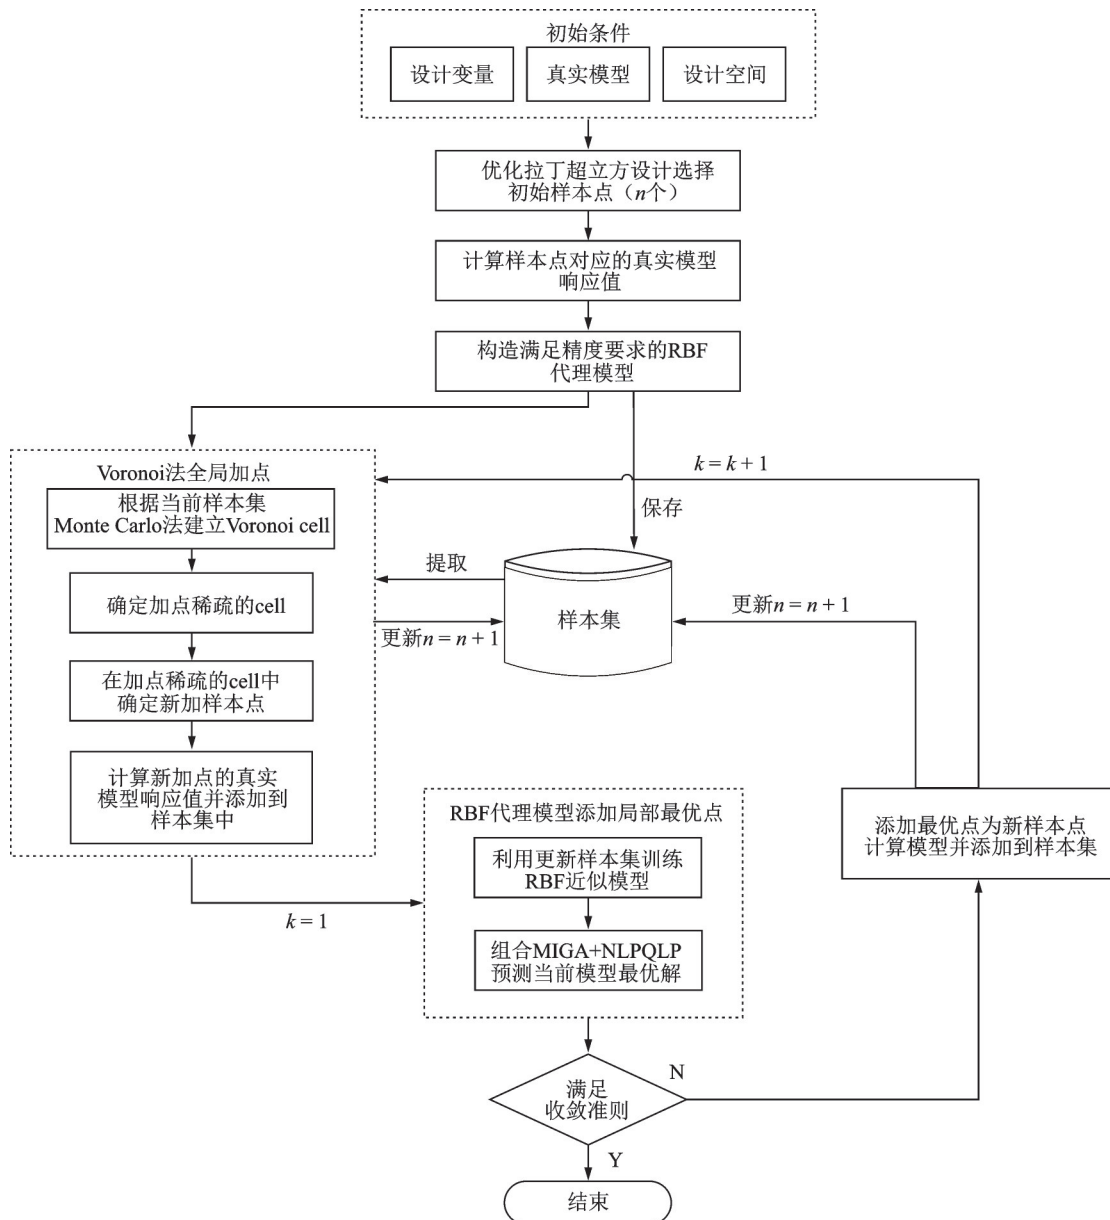 初始条件
设计变量
真实模型
设计空间
优化拉丁超立方设计选择
初始样本点（n个）
计算样本点对应的真实模型
响应值
构造满足精度要求的RBF
代理模型
Voronoi法全局加点
根据当前样本集
Monte Carlo法建立Voronoi cell
确定加点稀疏的cell
在加点稀疏的cell中
确定新加样本点
计算新加点的真实
模型响应值并添加到
样本集中
k = k + 1
保存
提取
样本集
更新n = n + 1
更新n = n + 1
k = 1
RBF代理模型添加局部最优点
利用更新样本集训练
RBF近似模型
组合MIGA+NLPQLP
预测当前模型最优解
添加最优点为新样本点
计算模型并添加到样本集
满足
收敛准则
N
Y
结束